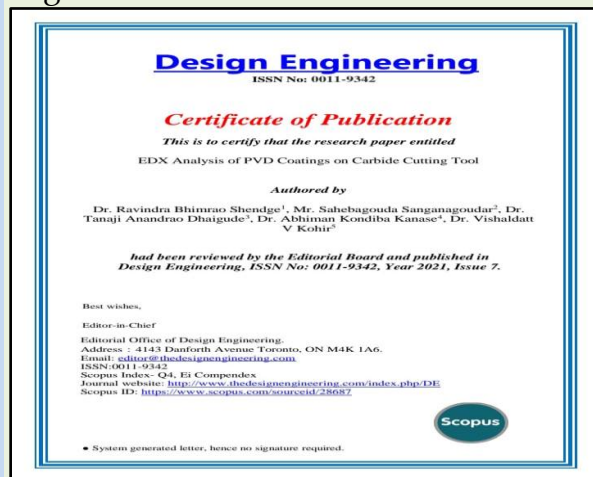 Design Engineering
ISSN No: 0011-9342
Certificate of Publication
This is to certify that the research paper entitled
EDX Analysis of PVD Coatings on Carbide Cutting Tool
Authored by
Dr. Ravindra Bhimrao Shendge¹, Mr. Sahebagouda Sanganagoudar², Dr.
Tanaji Anandrao Dhaigude³, Dr. Abhiman Kondiba Kanase⁴, Dr. Vishaldatt
V Kohir⁵
had been reviewed by the Editorial Board and published in
Design Engineering, ISSN No: 0011-9342, Year 2021, Issue 7.
Best wishes,
Editor-in-Chief
Editorial Office of Design Engineering.
Address : 4143 Danforth Avenue Toronto, ON M4K 1A6.
Email: editor@thedesignengineering.com
ISSN:0011-9342
Scopus Index- Q4, Ei Compendex
Journal website: http://www.thedesignengineering.com/index.php/DE
Scopus ID: https://www.scopus.com/sourceid/28687
Scopus
● System generated letter, hence no signature required.